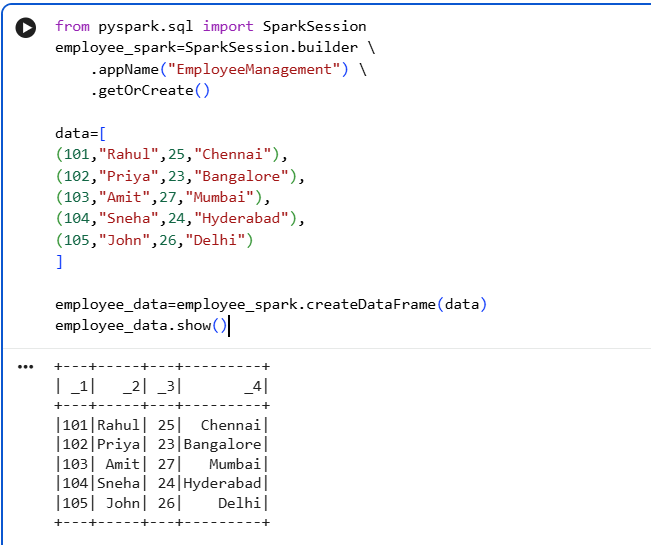 from pyspark.sql import SparkSession
employee_spark=SparkSession.builder \
    .appName("EmployeeManagement") \
    .getOrCreate()

data=[
(101,"Rahul",25,"Chennai"),
(102,"Priya",23,"Bangalore"),
(103,"Amit",27,"Mumbai"),
(104,"Sneha",24,"Hyderabad"),
(105,"John",26,"Delhi")
]

employee_data=employee_spark.createDataFrame(data)
employee_data.show()
+---+-----+---+---------+
| _1|   _2| _3|       _4|
+---+-----+---+---------+
|101|Rahul| 25|  Chennai|
|102|Priya| 23|Bangalore|
|103| Amit| 27|   Mumbai|
|104|Sneha| 24|Hyderabad|
|105| John| 26|    Delhi|
+---+-----+---+---------+